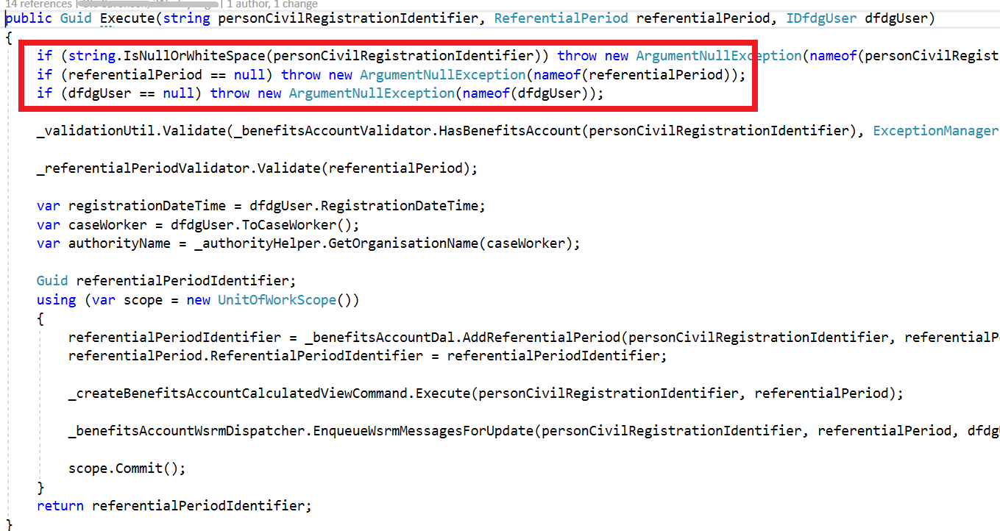 14 references | | 1 author, 1 change
public Guid Execute(string personCivilRegistrationIdentifier, ReferentialPeriod referentialPeriod, IDfdgUser dfdgUser)
{
if (string.IsNullOrWhiteSpace(personCivilRegistrationIdentifier)) throw new ArgumentNullException(nameof(personCivilRegist
if (referentialPeriod == null) throw new ArgumentNullException(nameof(referentialPeriod));
if (dfdgUser == null) throw new ArgumentNullException(nameof(dfdgUser));
_validationUtil.Validate(_benefitsAccountValidator.HasBenefitsAccount(personCivilRegistrationIdentifier), ExceptionManager
_referentialPeriodValidator.Validate(referentialPeriod);
var registrationDateTime = dfdgUser.RegistrationDateTime;
var caseWorker = dfdgUser.ToCaseWorker();
var authorityName = _authorityHelper.GetOrganisationName(caseWorker);
Guid referentialPeriodIdentifier;
using (var scope = new UnitOfWorkScope())
{
referentialPeriodIdentifier = _benefitsAccountDal.AddReferentialPeriod(personCivilRegistrationIdentifier, referentialP
referentialPeriod.ReferentialPeriodIdentifier = referentialPeriodIdentifier;
_createBenefitsAccountCalculatedViewCommand.Execute(personCivilRegistrationIdentifier, referentialPeriod);
_benefitsAccountWsrmDispatcher.EnqueueWsrmMessagesForUpdate(personCivilRegistrationIdentifier, referentialPeriod, dfdgU
scope.Commit();
}
return referentialPeriodIdentifier;
}